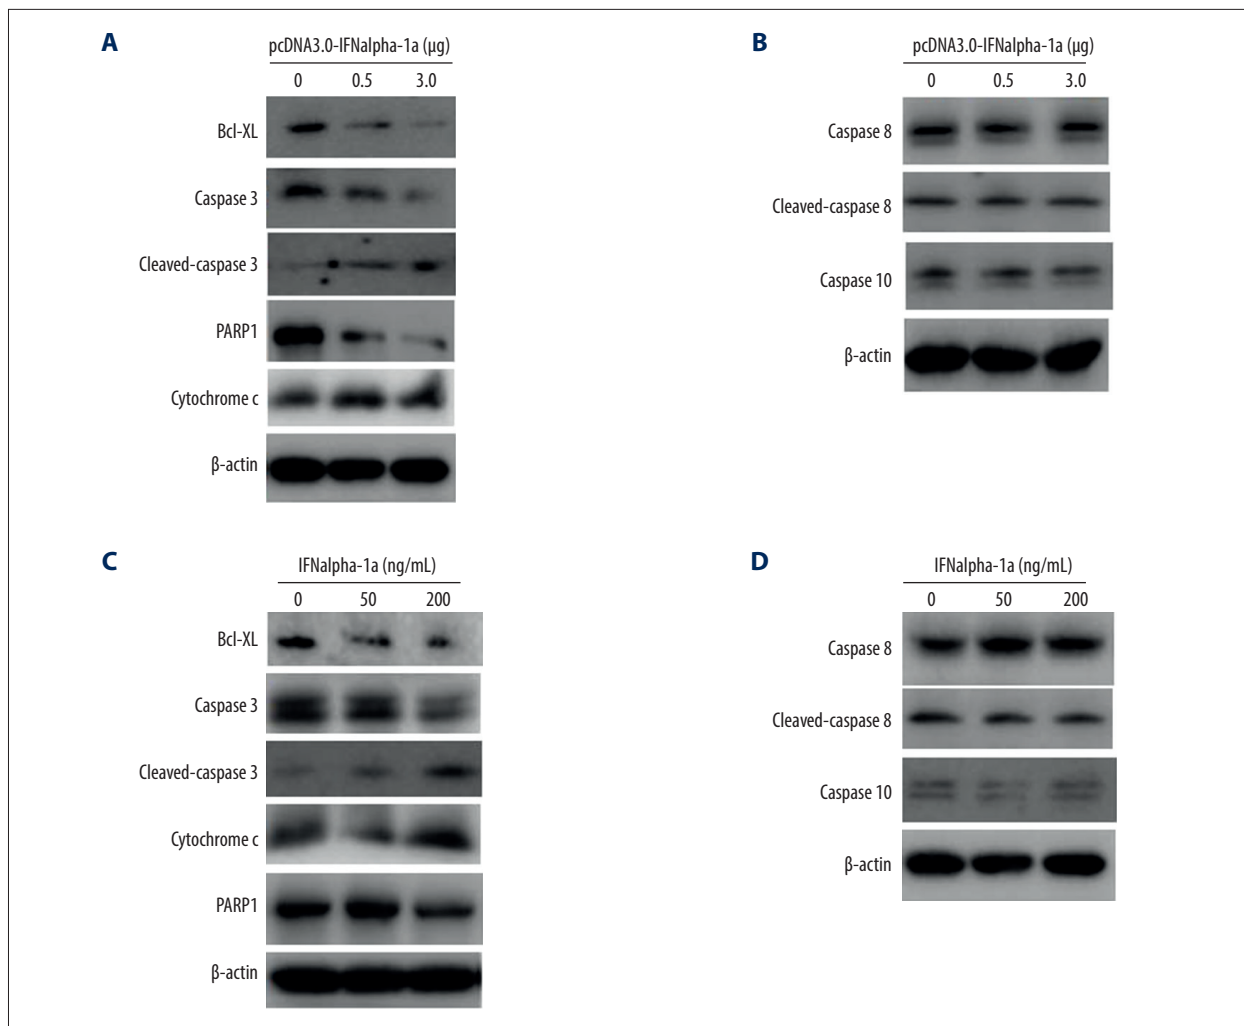 A
pcDNA3.0-IFNalpha-1a (µg)
0 0.5 3.0
Bcl-XL
Caspase 3
Cleaved-caspase 3
PARP1
Cytochrome c
β-actin
B
pcDNA3.0-IFNalpha-1a (µg)
0 0.5 3.0
Caspase 8
Cleaved-caspase 8
Caspase 10
β-actin
C
IFNalpha-1a (ng/mL)
0 50 200
Bcl-XL
Caspase 3
Cleaved-caspase 3
Cytochrome c
PARP1
β-actin
D
IFNalpha-1a (ng/mL)
0 50 200
Caspase 8
Cleaved-caspase 8
Caspase 10
β-actin